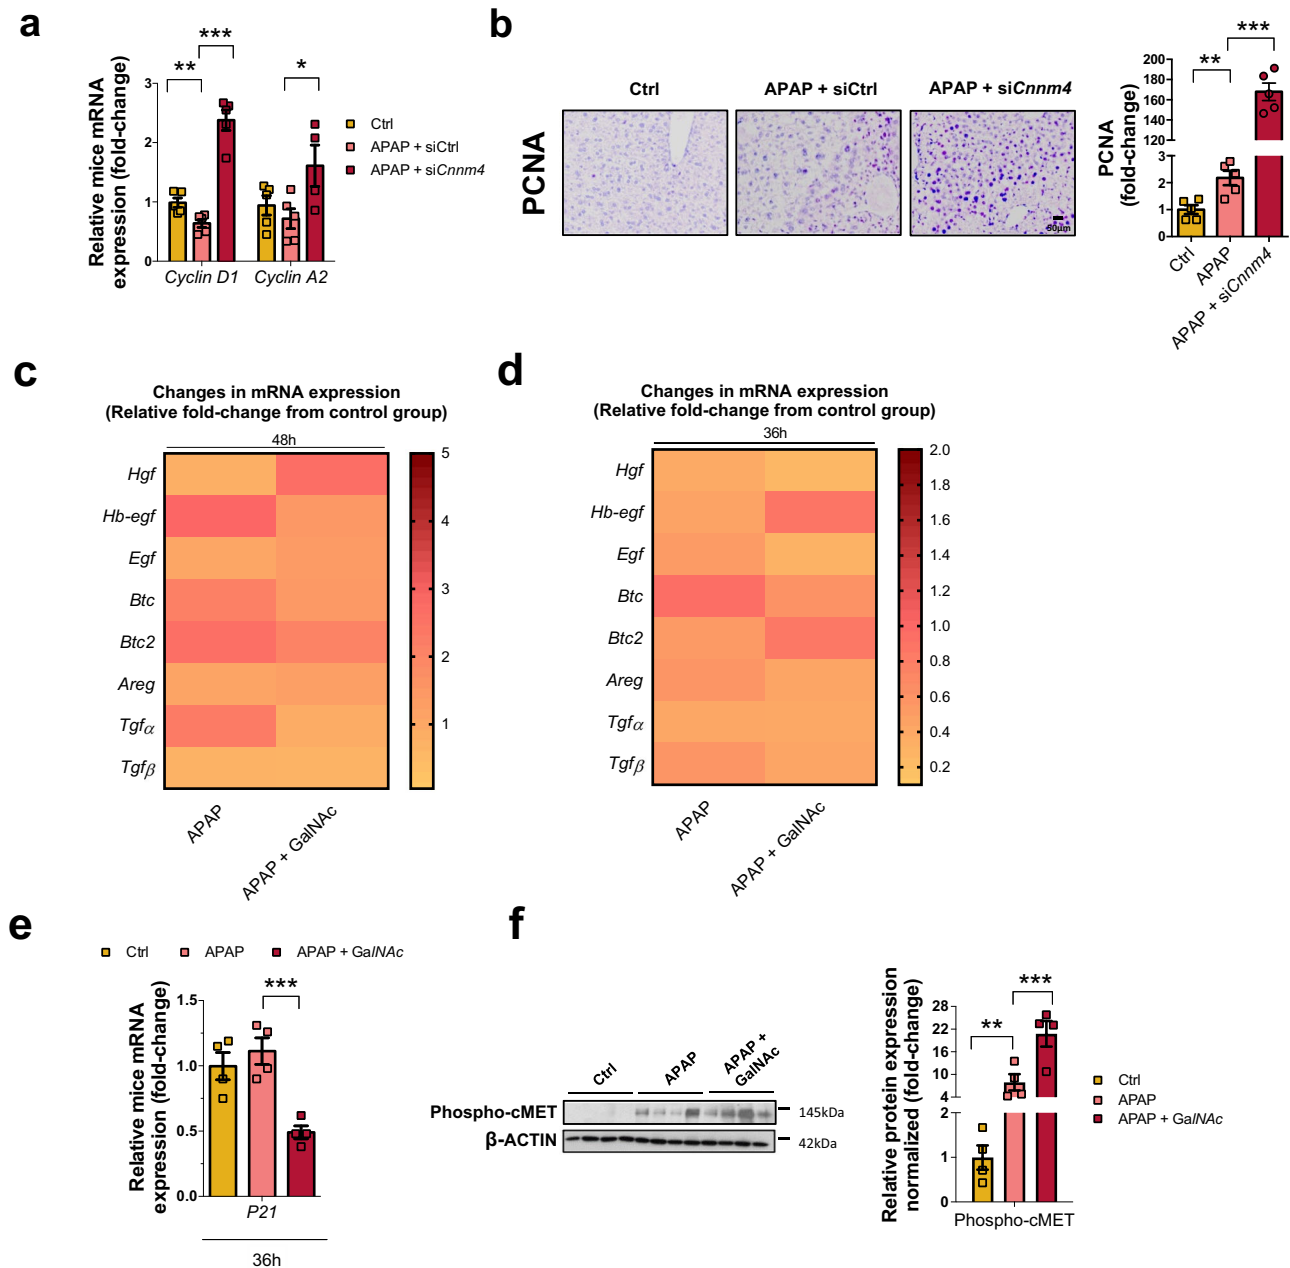 a
Relative mice mRNA
expression (fold-change)
3
2
1
0
**
***
*
Cyclin D1
Cyclin A2
Ctrl
APAP + siCtrl
APAP + siCnnm4
b
PCNA
Ctrl
APAP + siCtrl
APAP + siCnnm4
50μm
PCNA
(fold-change)
200
180
160
140
120
3
2
1
0
**
***
Ctrl
APAP
APAP + siCnnm4
c
Changes in mRNA expression
(Relative fold-change from control group)
48h
Hgf
Hb-egf
Egf
Btc
Btc2
Areg
Tgfα
Tgfβ
APAP
APAP + GalNAc
5
4
3
2
1
d
Changes in mRNA expression
(Relative fold-change from control group)
36h
Hgf
Hb-egf
Egf
Btc
Btc2
Areg
Tgfα
Tgfβ
APAP
APAP + GalNAc
2.0
1.8
1.6
1.4
1.2
1.0
0.8
0.6
0.4
0.2
e
Ctrl
APAP
APAP + GalNAc
Relative mice mRNA
expression (fold-change)
1.5
1.0
0.5
0.0
***
P21
36h
f
Ctrl
APAP
APAP +
GalNAc
Phospho-cMET
145kDa
β-ACTIN
42kDa
Relative protein expression
normalized (fold-change)
28
22
16
10
4
2
1
0
**
***
Phospho-cMET
Ctrl
APAP
APAP + GalNAc